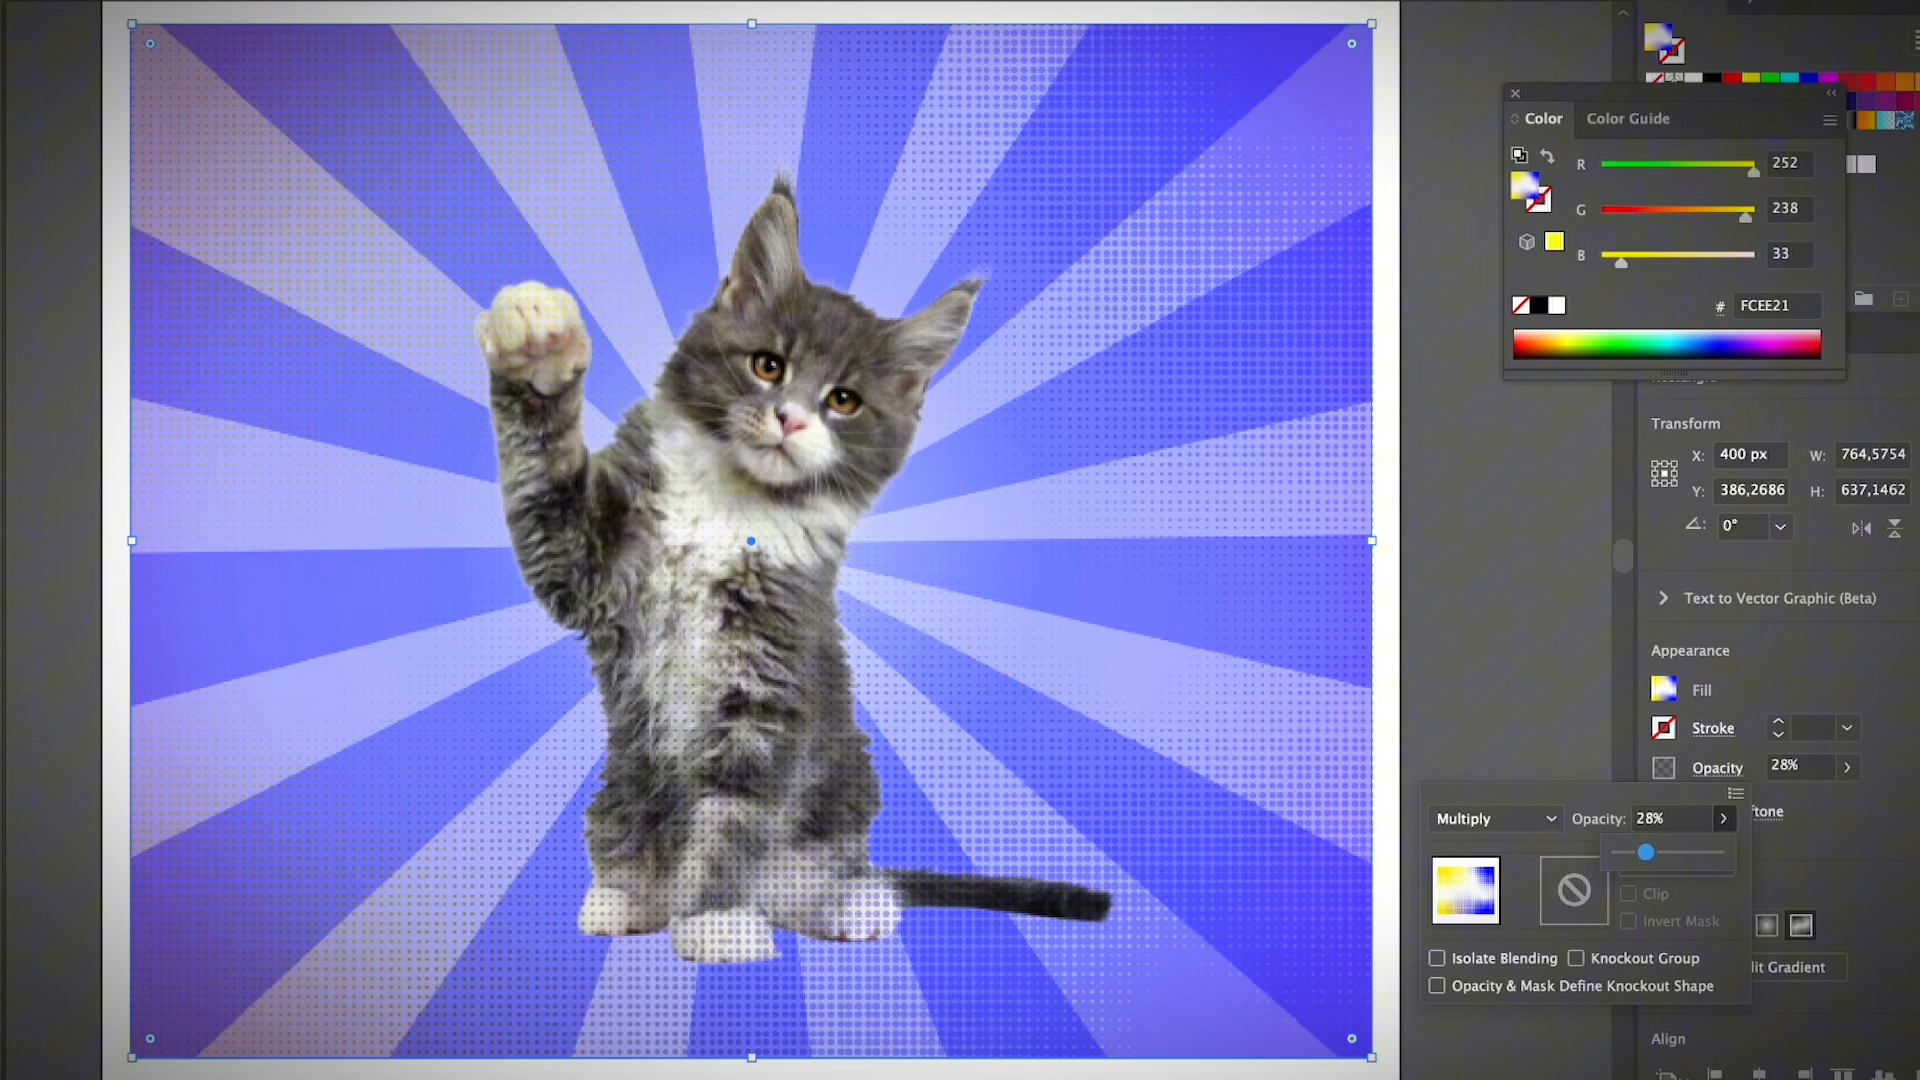 Color
Color Guide
R
252
G
238
B
33
#
FCEE21
Transform
X:
400 px
W:
764,5754
Y:
386,2686
H:
637,1462
0°
Text to Vector Graphic (Beta)
Appearance
Fill
Stroke
Opacity
28%
Multiply
Opacity:
28%
tone
Clip
Invert Mask
Isolate Blending
Knockout Group
lit Gradient
Opacity & Mask Define Knockout Shape
Align